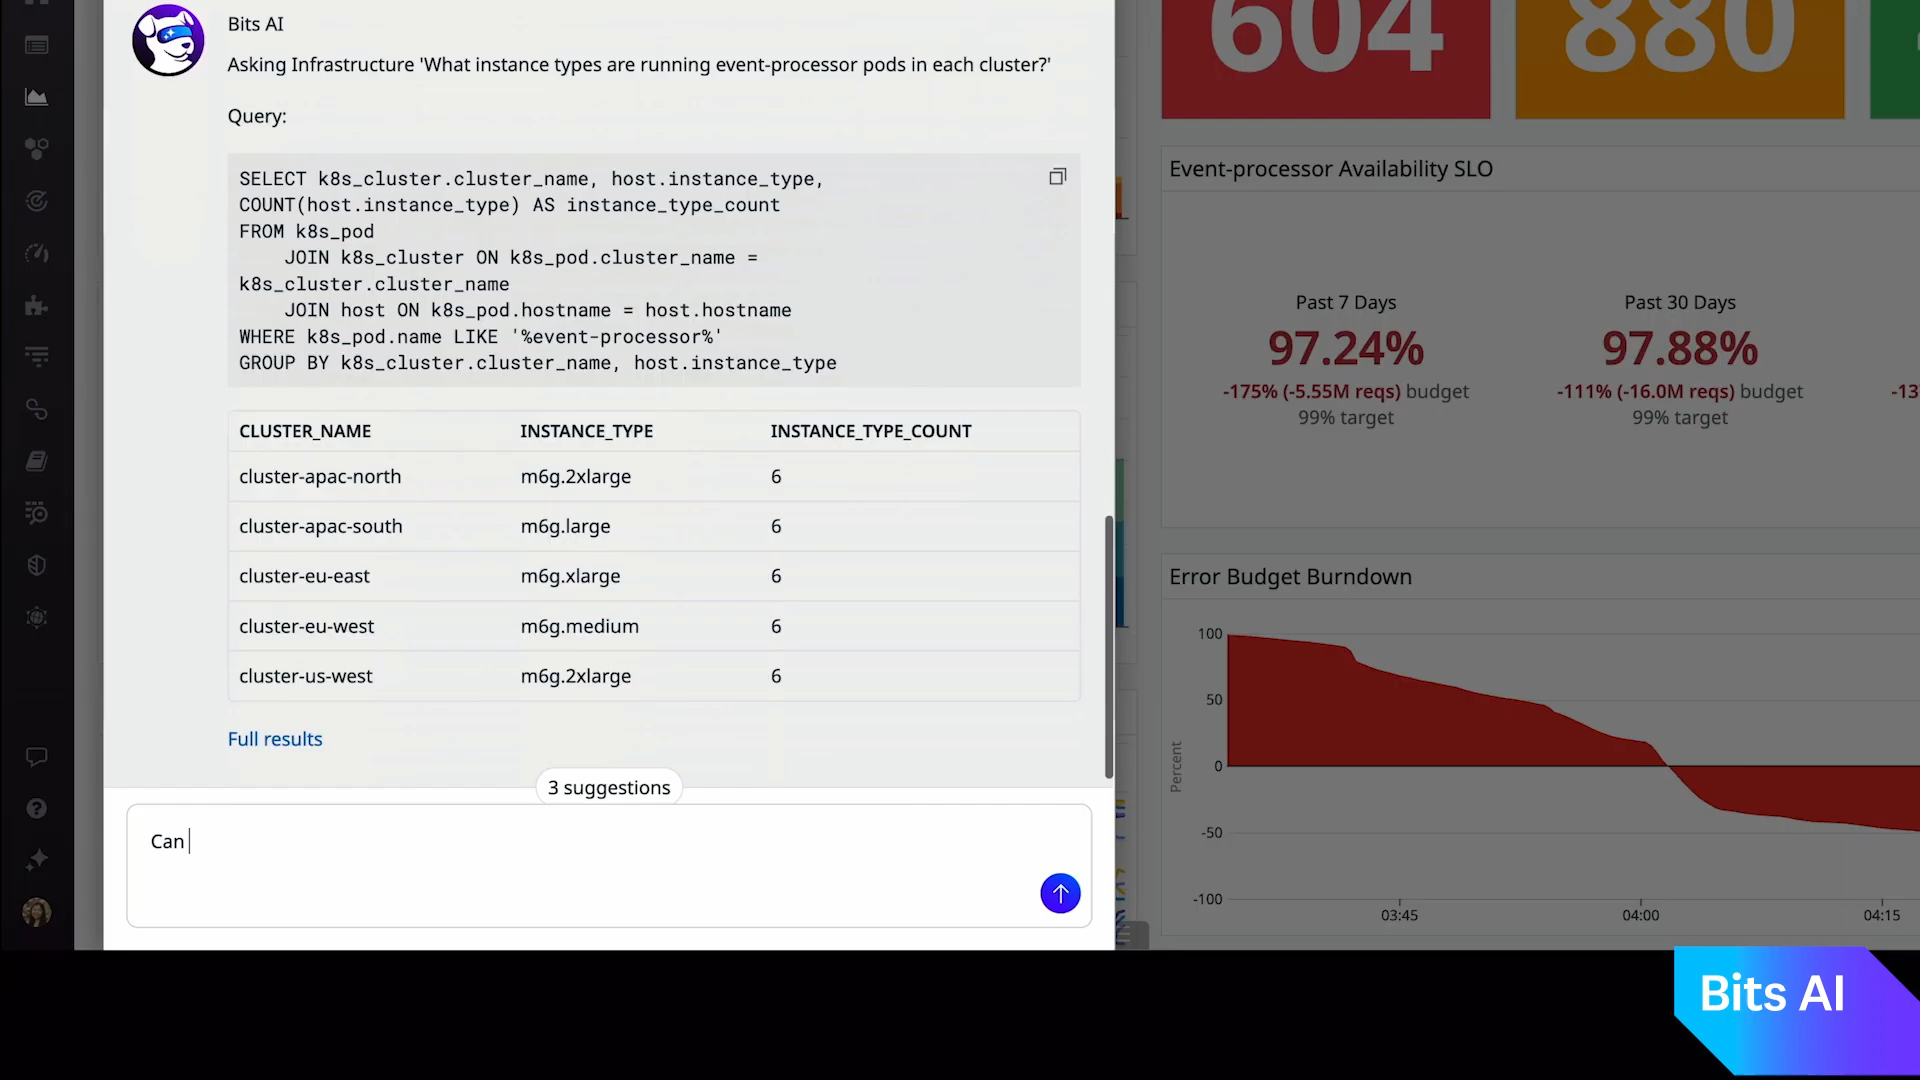 Bits AI
Asking Infrastructure 'What instance types are running event-processor pods in each cluster?'
Query:
SELECT k8s_cluster.cluster_name, host.instance_type,
COUNT(host.instance_type) AS instance_type_count
FROM k8s_pod
JOIN k8s_cluster ON k8s_pod.cluster_name =
k8s_cluster.cluster_name
JOIN host ON k8s_pod.hostname = host.hostname
WHERE k8s_pod.name LIKE '%event-processor%'
GROUP BY k8s_cluster.cluster_name, host.instance_type
CLUSTER_NAME INSTANCE_TYPE INSTANCE_TYPE_COUNT
cluster-apac-north m6g.2xlarge 6
cluster-apac-south m6g.large 6
cluster-eu-east m6g.xlarge 6
cluster-eu-west m6g.medium 6
cluster-us-west m6g.2xlarge 6
Full results
3 suggestions
Can
604 880
Event-processor Availability SLO
Past 7 Days Past 30 Days
97.24% 97.88%
-175% (-5.55M reqs) budget -111% (-16.0M reqs) budget
99% target 99% target
Error Budget Burndown
Percent
100
50
0
-50
-100
03:45 04:00 04:15
Bits AI